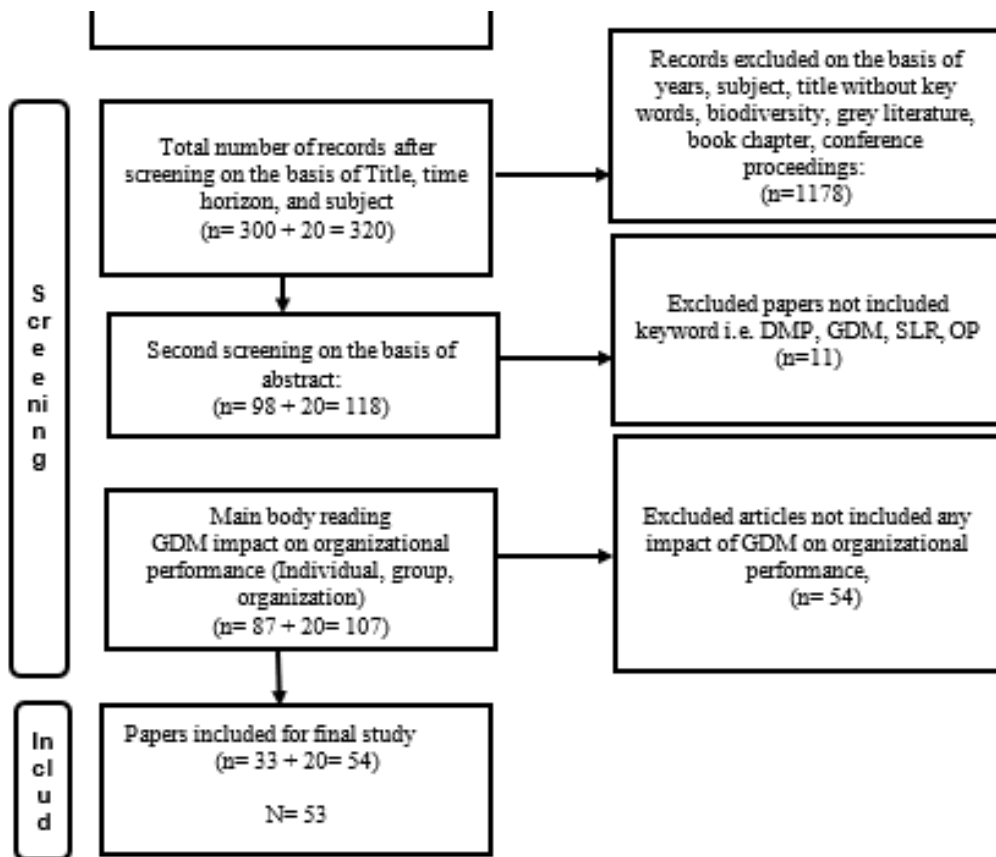 Records excluded on the basis of
years, subject, title without key
words, biodiversity, grey literature,
book chapter, conference
proceedings:
(n=1178)
Screening
Total number of records after
screening on the basis of Title, time
horizon, and subject
(n= 300 + 20 = 320)
Second screening on the basis of
abstract:
(n= 98 + 20= 118)
Excluded papers not included
keyword i.e. DMP, GDM, SLR, OP
(n=11)
Main body reading
GDM impact on organizational
performance (Individual, group,
organization)
(n= 87 + 20= 107)
Excluded articles not included any
impact of GDM on organizational
performance,
(n= 54)
Includ
Papers included for final study
(n= 33 + 20= 54)
N= 53